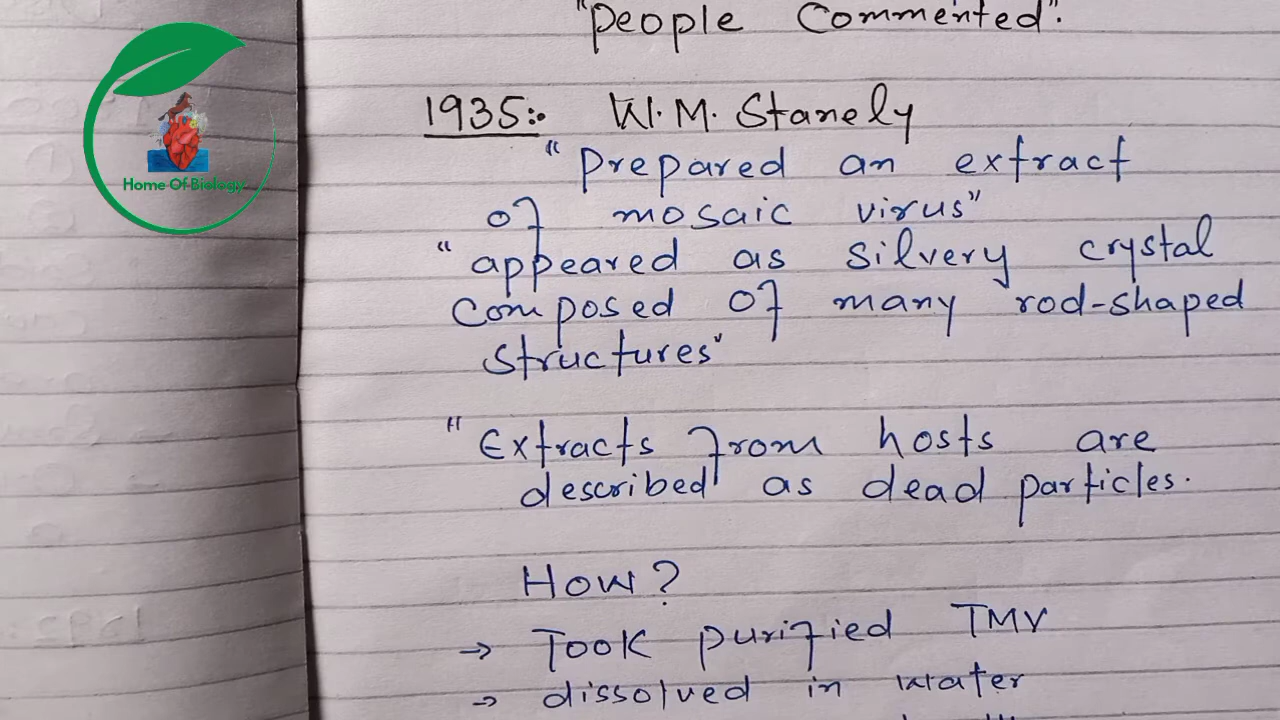 "People Commented".
Home Of Biology
1935:- W.M. Stanely
"Prepared an extract
of mosaic virus"
"appeared as silvery crystal
composed of many rod-shaped
structures"
"Extracts from hosts are
described as dead particles.
How?
→ Took purified TMV
→ dissolved in water